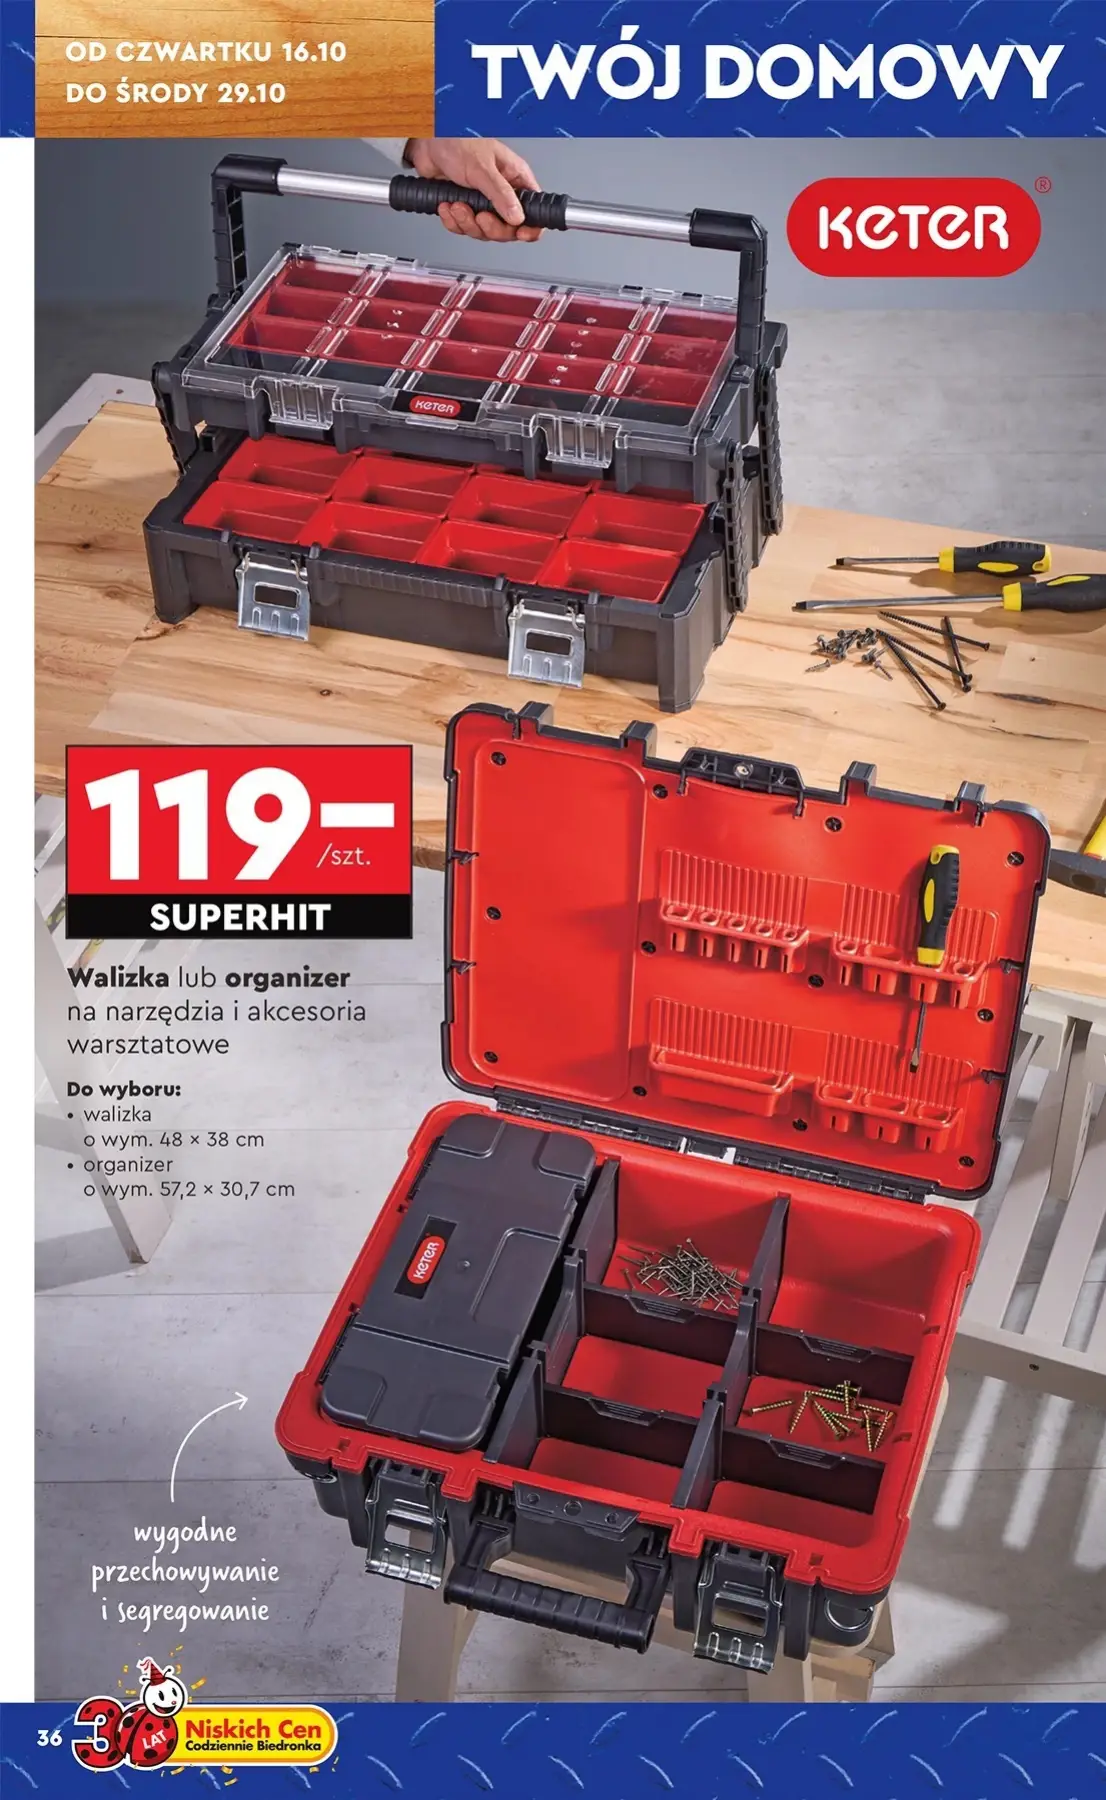 OD CZWARTKU 16.10
DO ŚRODY 29.10
TWÓJ DOMOWY
KETER
®
KETER
119.–
/szt.
SUPERHIT
Walizka lub organizer
na narzędzia i akcesoria
warsztatowe
Do wyboru:
• walizka
o wym. 48 × 38 cm
• organizer
o wym. 57,2 × 30,7 cm
KETER
wygodne
przechowywanie
i segregowanie
36
30
LAT
Niskich Cen
Codziennie Biedronka